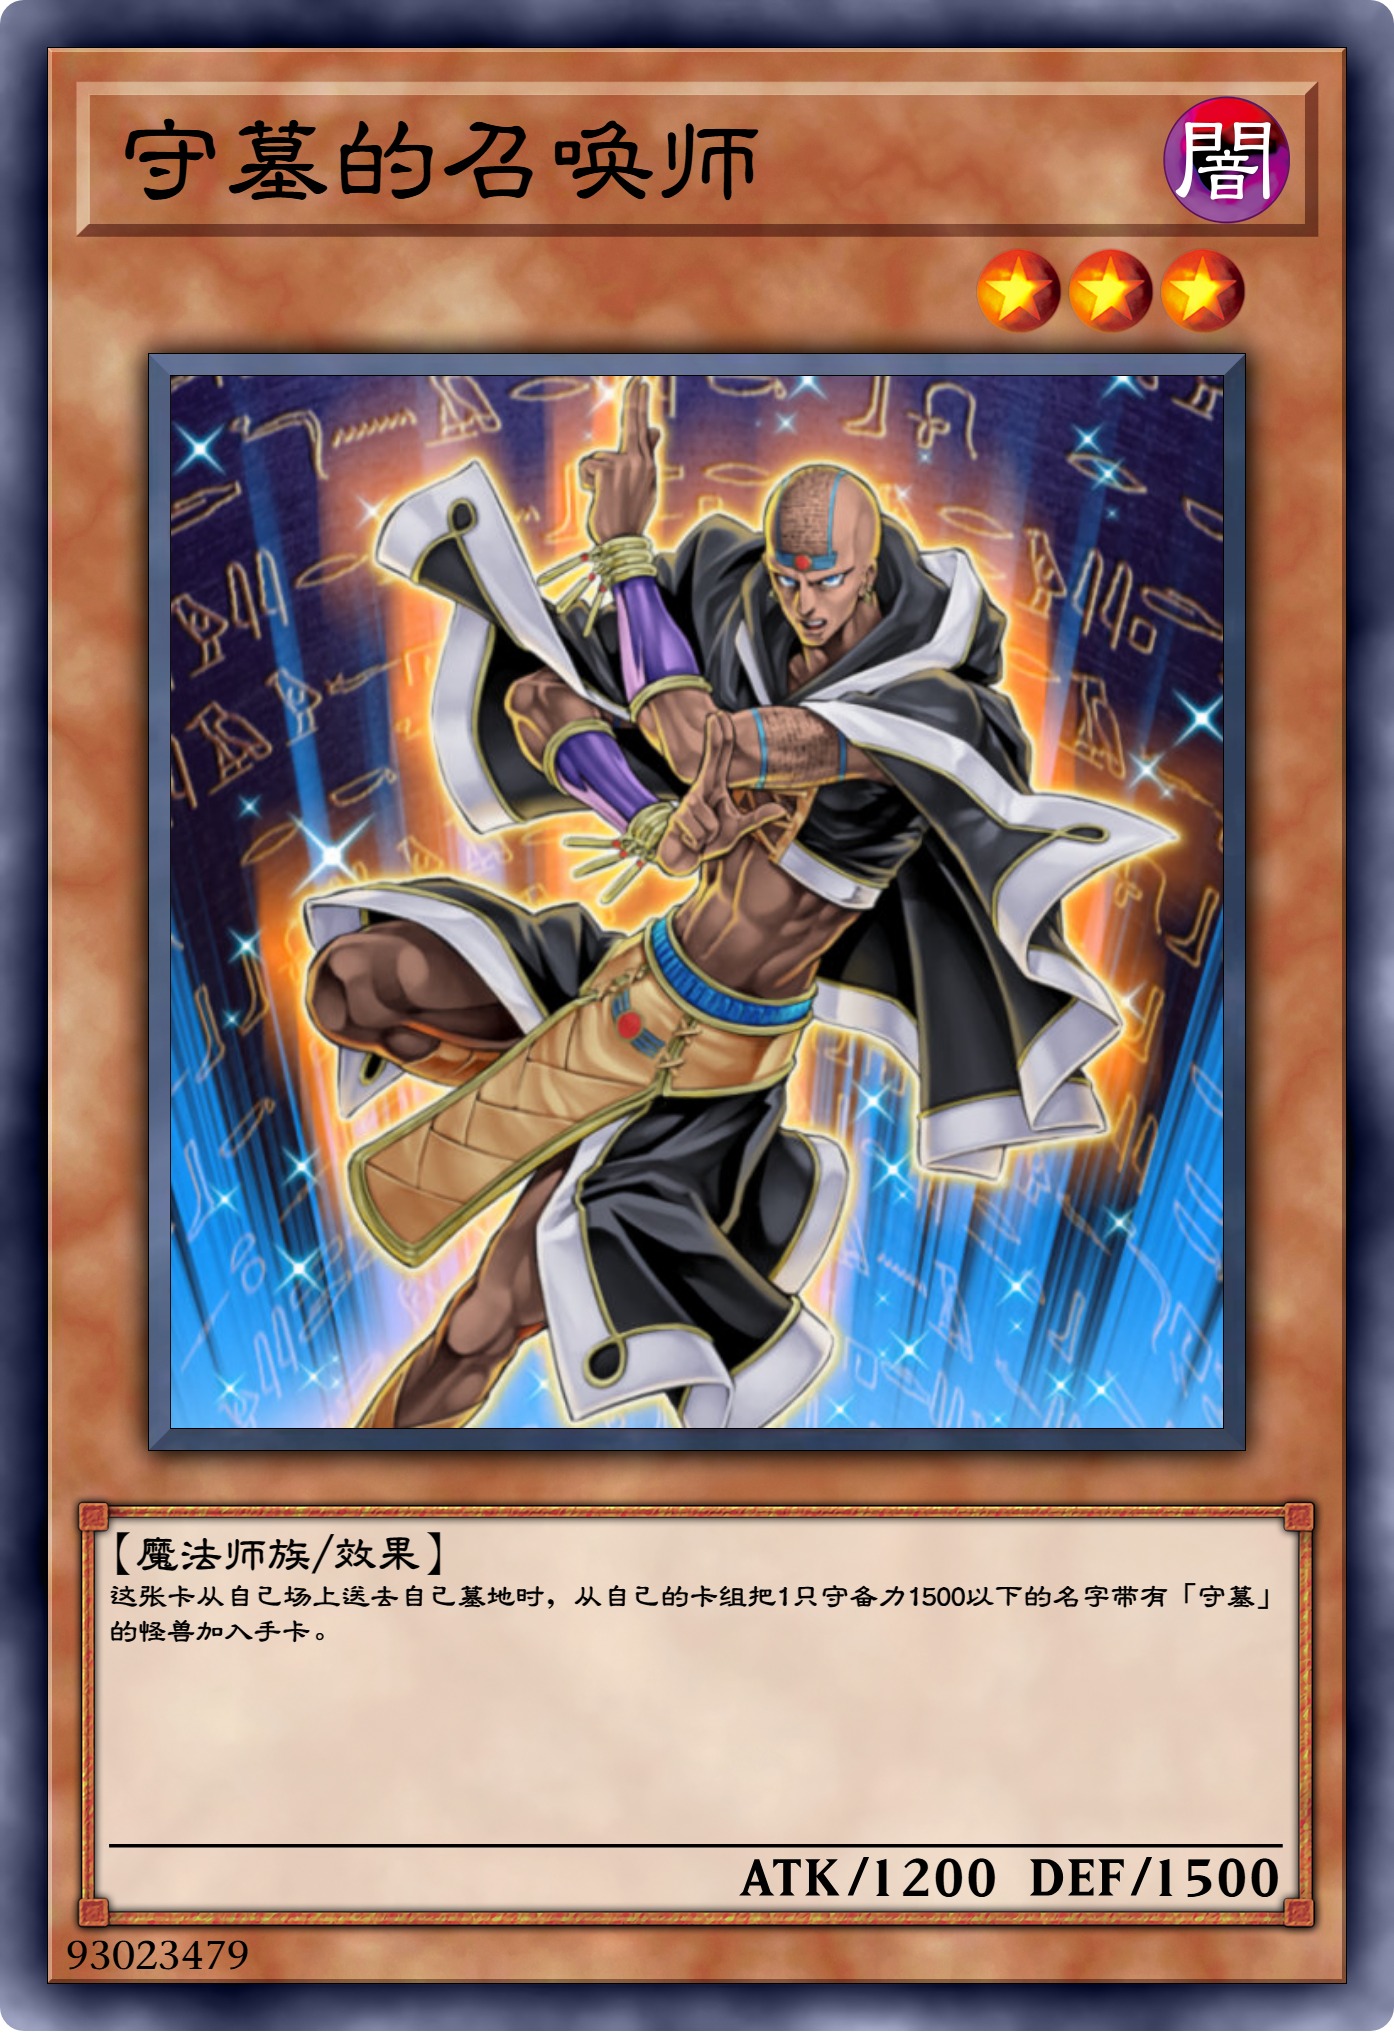 守墓的召唤师
闇
【魔法师族/效果】
这张卡从自己场上送去自己墓地时，从自己的卡组把1只守备力1500以下的名字带有「守墓」
的怪兽加入手卡。
ATK/1200 DEF/1500
93023479